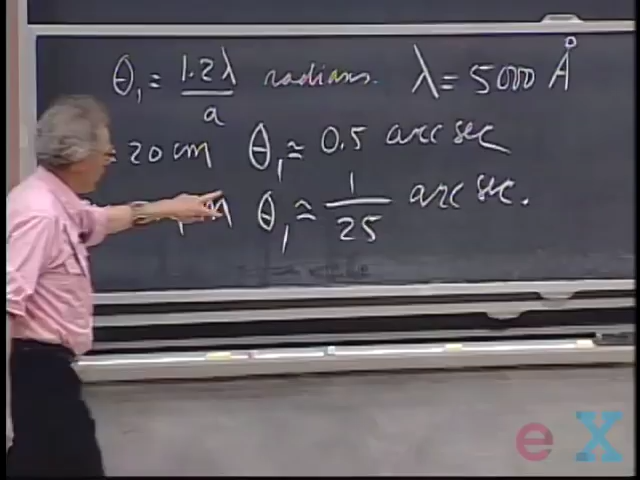 θ₁ = 1.2λ/a radians. λ = 5000 Å
= 20 cm θ₁ ≈ 0.5 arc sec
m θ₁ ≈ 1/25 arc sec.
eX